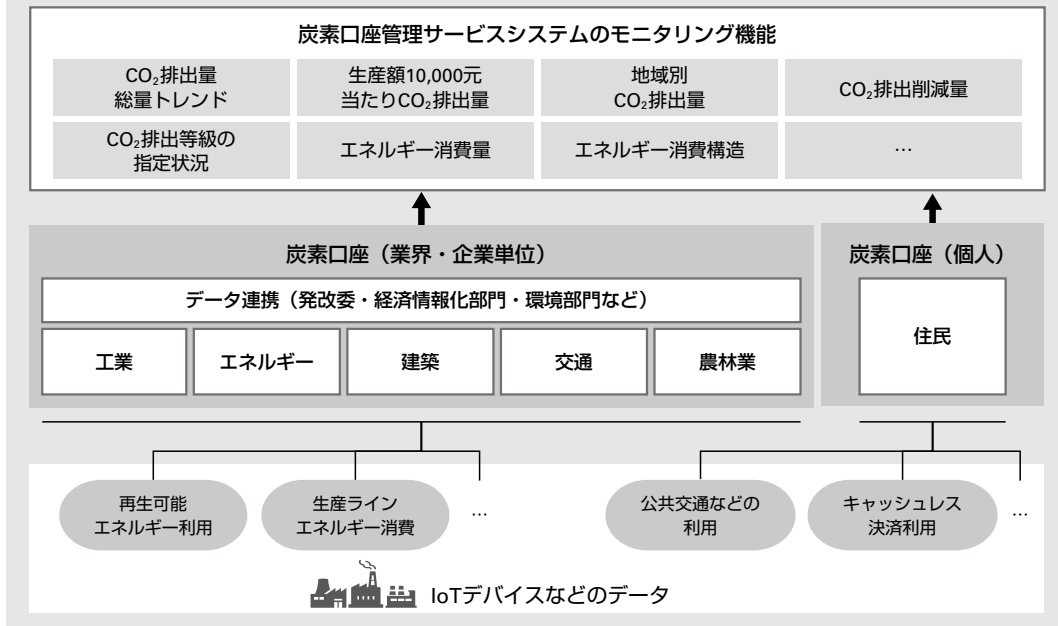 炭素口座管理サービスシステムのモニタリング機能
CO₂排出量
総量トレンド
生産額10,000元
当たりCO₂排出量
地域別
CO₂排出量
CO₂排出削減量
CO₂排出等級の
指定状況
エネルギー消費量
エネルギー消費構造
…
炭素口座（業界・企業単位）
データ連携（発改委・経済情報化部門・環境部門など）
工業
エネルギー
建築
交通
農林業
炭素口座（個人）
住民
再生可能
エネルギー利用
生産ライン
エネルギー消費
…
公共交通などの
利用
キャッシュレス
決済利用
…
IoTデバイスなどのデータ